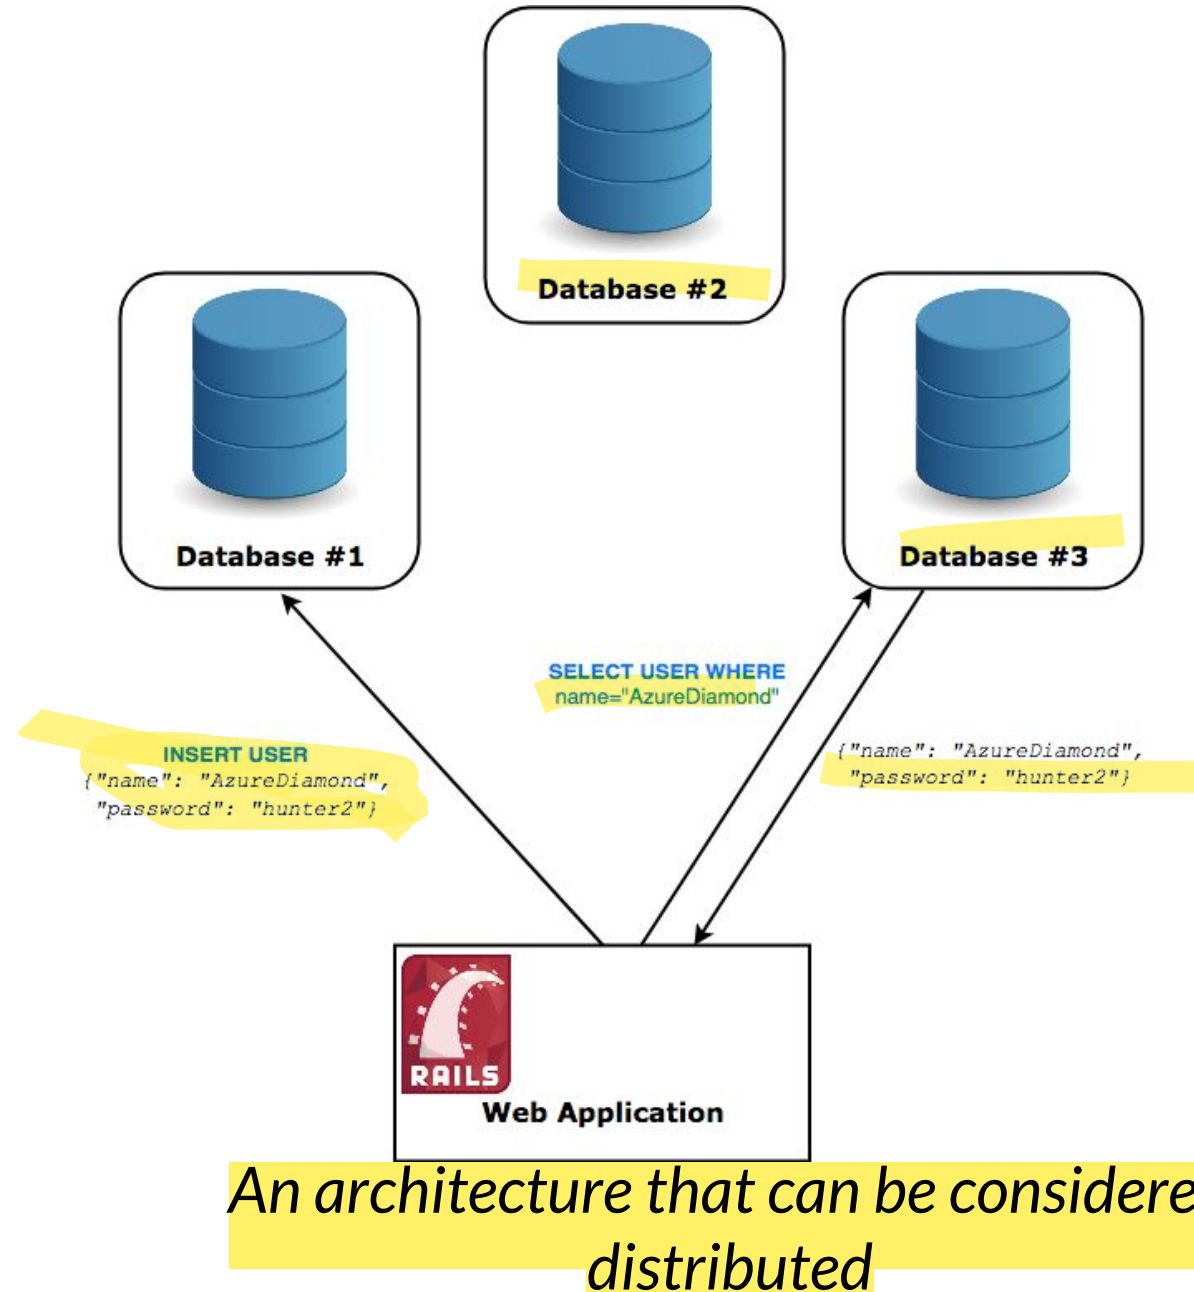 Database #2
Database #1
Database #3
SELECT USER WHERE
name="AzureDiamond"
INSERT USER
{"name": "AzureDiamond",
"password": "hunter2"}
{"name": "AzureDiamond",
"password": "hunter2"}
RAILS
Web Application
An architecture that can be considere
distributed